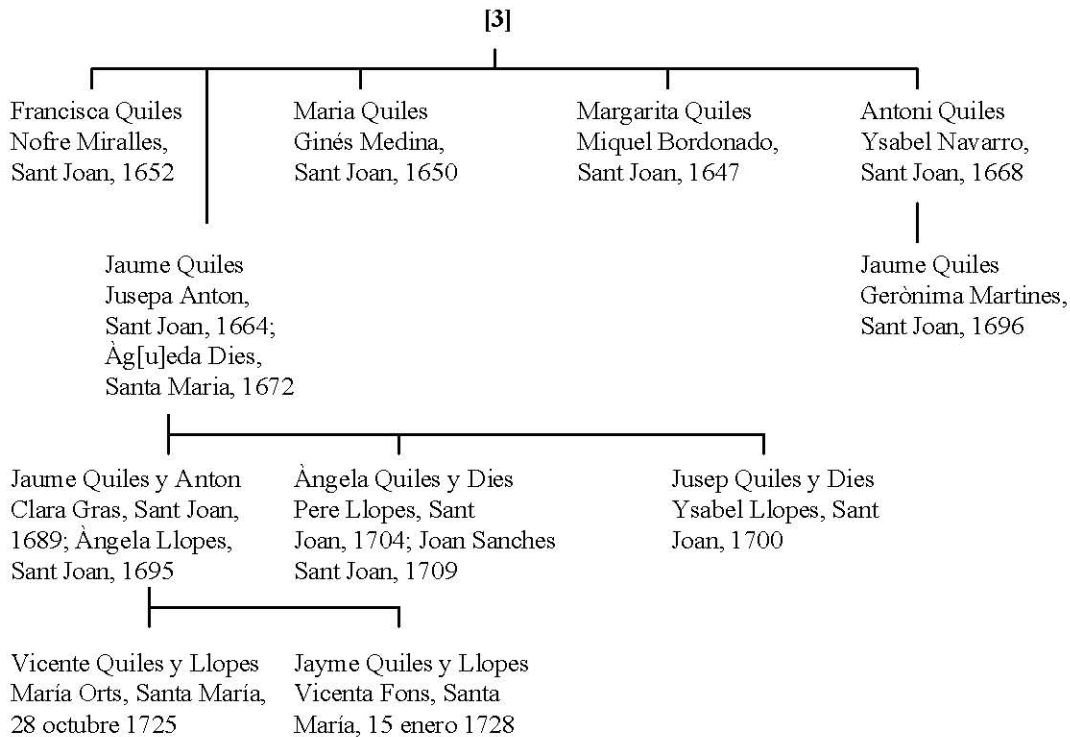 [3]
Francisca Quiles
Nofre Miralles,
Sant Joan, 1652
Maria Quiles
Ginés Medina,
Sant Joan, 1650
Margarita Quiles
Miquel Bordonado,
Sant Joan, 1647
Antoni Quiles
Ysabel Navarro,
Sant Joan, 1668
Jaume Quiles
Jusepa Anton,
Sant Joan, 1664;
Àg[u]eda Dies,
Santa Maria, 1672
Jaume Quiles
Gerònima Martines,
Sant Joan, 1696
Jaume Quiles y Anton
Clara Gras, Sant Joan,
1689; Àngela Llopes,
Sant Joan, 1695
Àngela Quiles y Dies
Pere Llopes, Sant
Joan, 1704; Joan Sanches
Sant Joan, 1709
Jusep Quiles y Dies
Ysabel Llopes, Sant
Joan, 1700
Vicente Quiles y Llopes
María Orts, Santa María,
28 octubre 1725
Jayme Quiles y Llopes
Vicenta Fons, Santa
María, 15 enero 1728